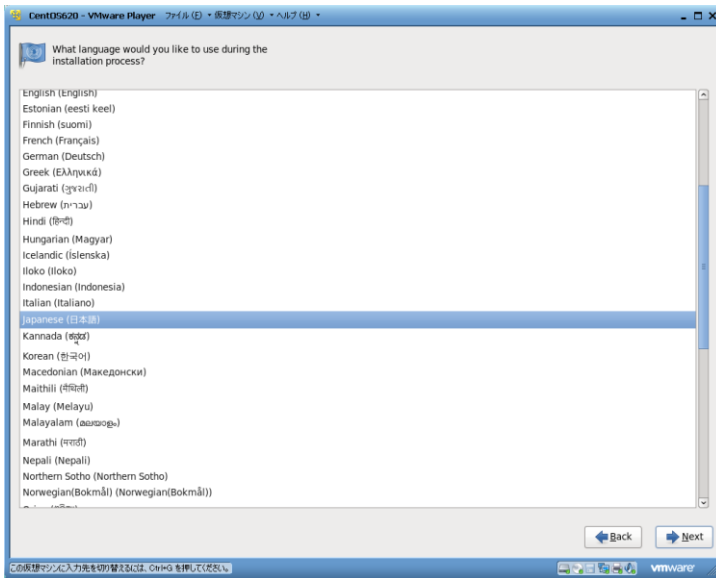 CentOS620 - VMware Player ファイル(F) ▾ 仮想マシン(V) ▾ ヘルプ(H) ▾
What language would you like to use during the
installation process?
English (English)
Estonian (eesti keel)
Finnish (suomi)
French (Français)
German (Deutsch)
Greek (Ελληνικά)
Gujarati (ગુજરાતી)
Hebrew (עברית)
Hindi (हिन्दी)
Hungarian (Magyar)
Icelandic (Íslenska)
Iloko (Iloko)
Indonesian (Indonesia)
Italian (Italiano)
Japanese (日本語)
Kannada (ಕನ್ನಡ)
Korean (한국어)
Macedonian (Македонски)
Maithili (मैथिली)
Malay (Melayu)
Malayalam (മലയാളം)
Marathi (मराठी)
Nepali (Nepali)
Northern Sotho (Northern Sotho)
Norwegian(Bokmål) (Norwegian(Bokmål))
Back Next
この仮想マシンに入力先を切り替えるには、Ctrl+G を押してください。 vmware